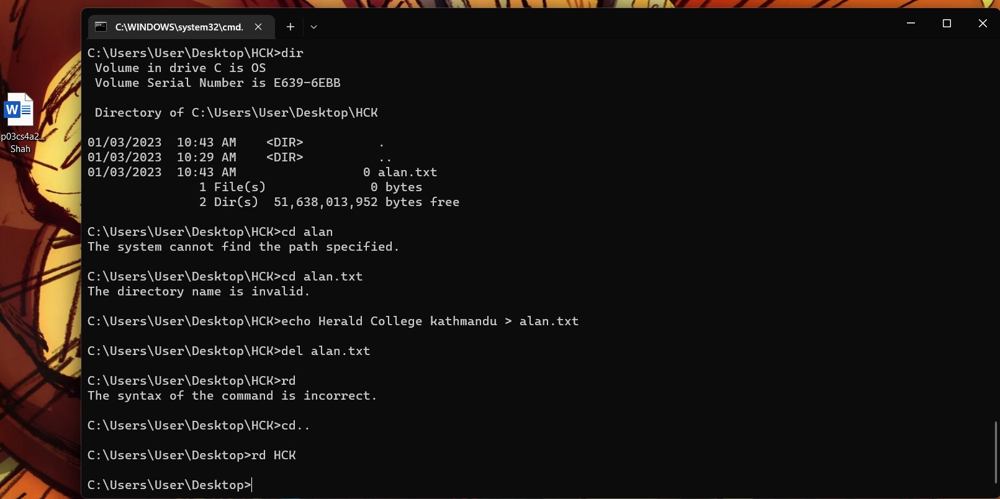 C:\WINDOWS\system32\cmd.
C:\Users\User\Desktop\HCK>dir
Volume in drive C is OS
Volume Serial Number is E639-6EBB
Directory of C:\Users\User\Desktop\HCK
01/03/2023  10:43 AM    <DIR>          .
01/03/2023  10:29 AM    <DIR>          ..
01/03/2023  10:43 AM                 0 alan.txt
1 File(s)              0 bytes
2 Dir(s)  51,638,013,952 bytes free
C:\Users\User\Desktop\HCK>cd alan
The system cannot find the path specified.
C:\Users\User\Desktop\HCK>cd alan.txt
The directory name is invalid.
C:\Users\User\Desktop\HCK>echo Herald College kathmandu > alan.txt
C:\Users\User\Desktop\HCK>del alan.txt
C:\Users\User\Desktop\HCK>rd
The syntax of the command is incorrect.
C:\Users\User\Desktop\HCK>cd..
C:\Users\User\Desktop>rd HCK
C:\Users\User\Desktop>
W
p03cs4a2...
Shah